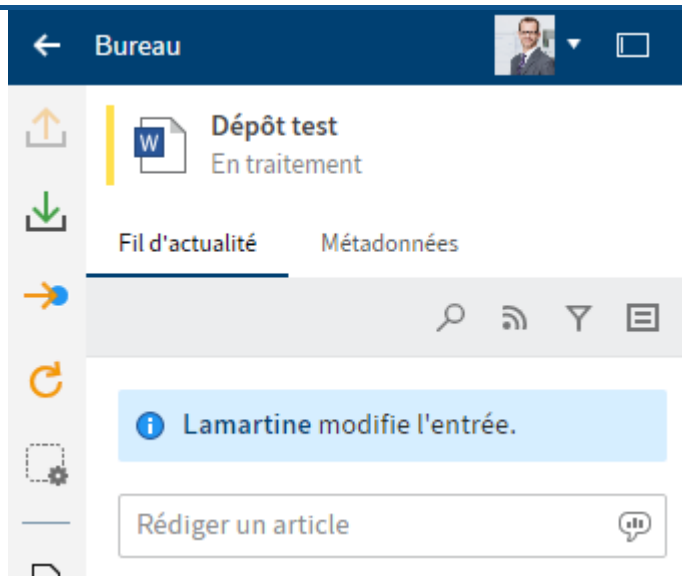 Bureau
W
Dépôt test
En traitement
Fil d'actualité Métadonnées
Lamartine modifie l'entrée.
Rédiger un article